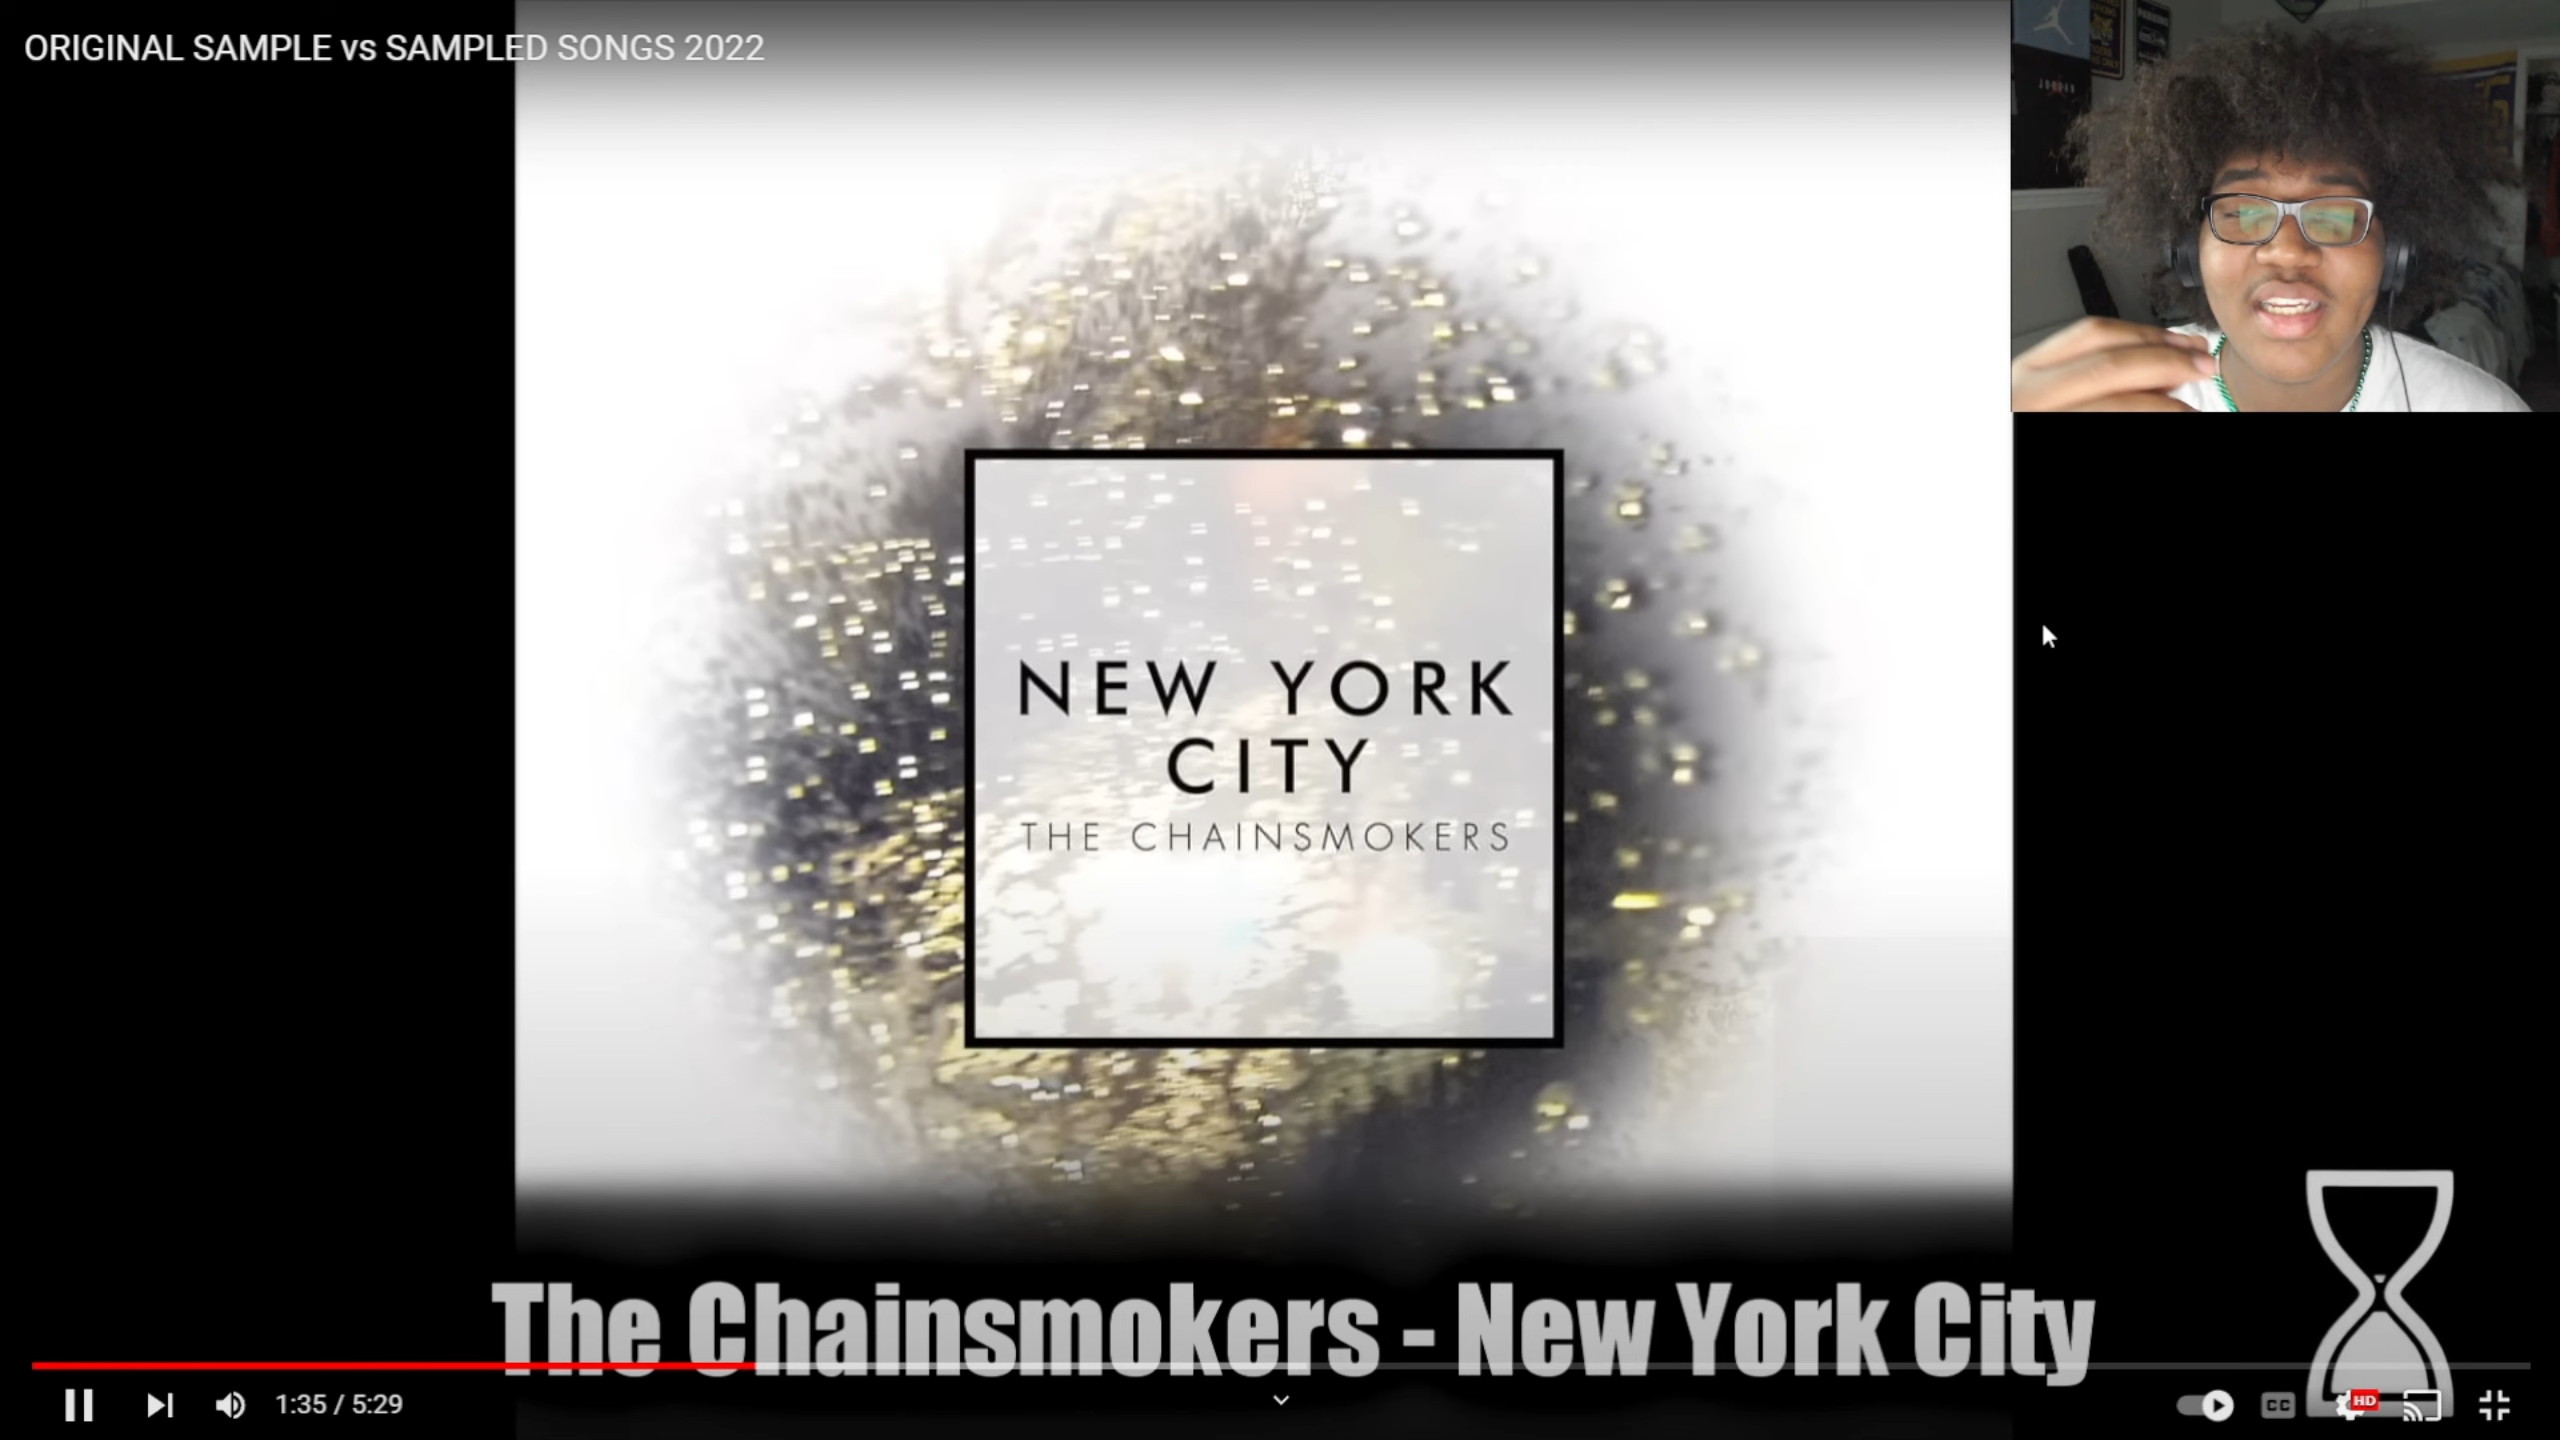 ORIGINAL SAMPLE vs SAMPLED SONGS 2022
JORDAN
NEW YORK
CITY
THE CHAINSMOKERS
The Chainsmokers - New York City
1:35 / 5:29
CC
HD